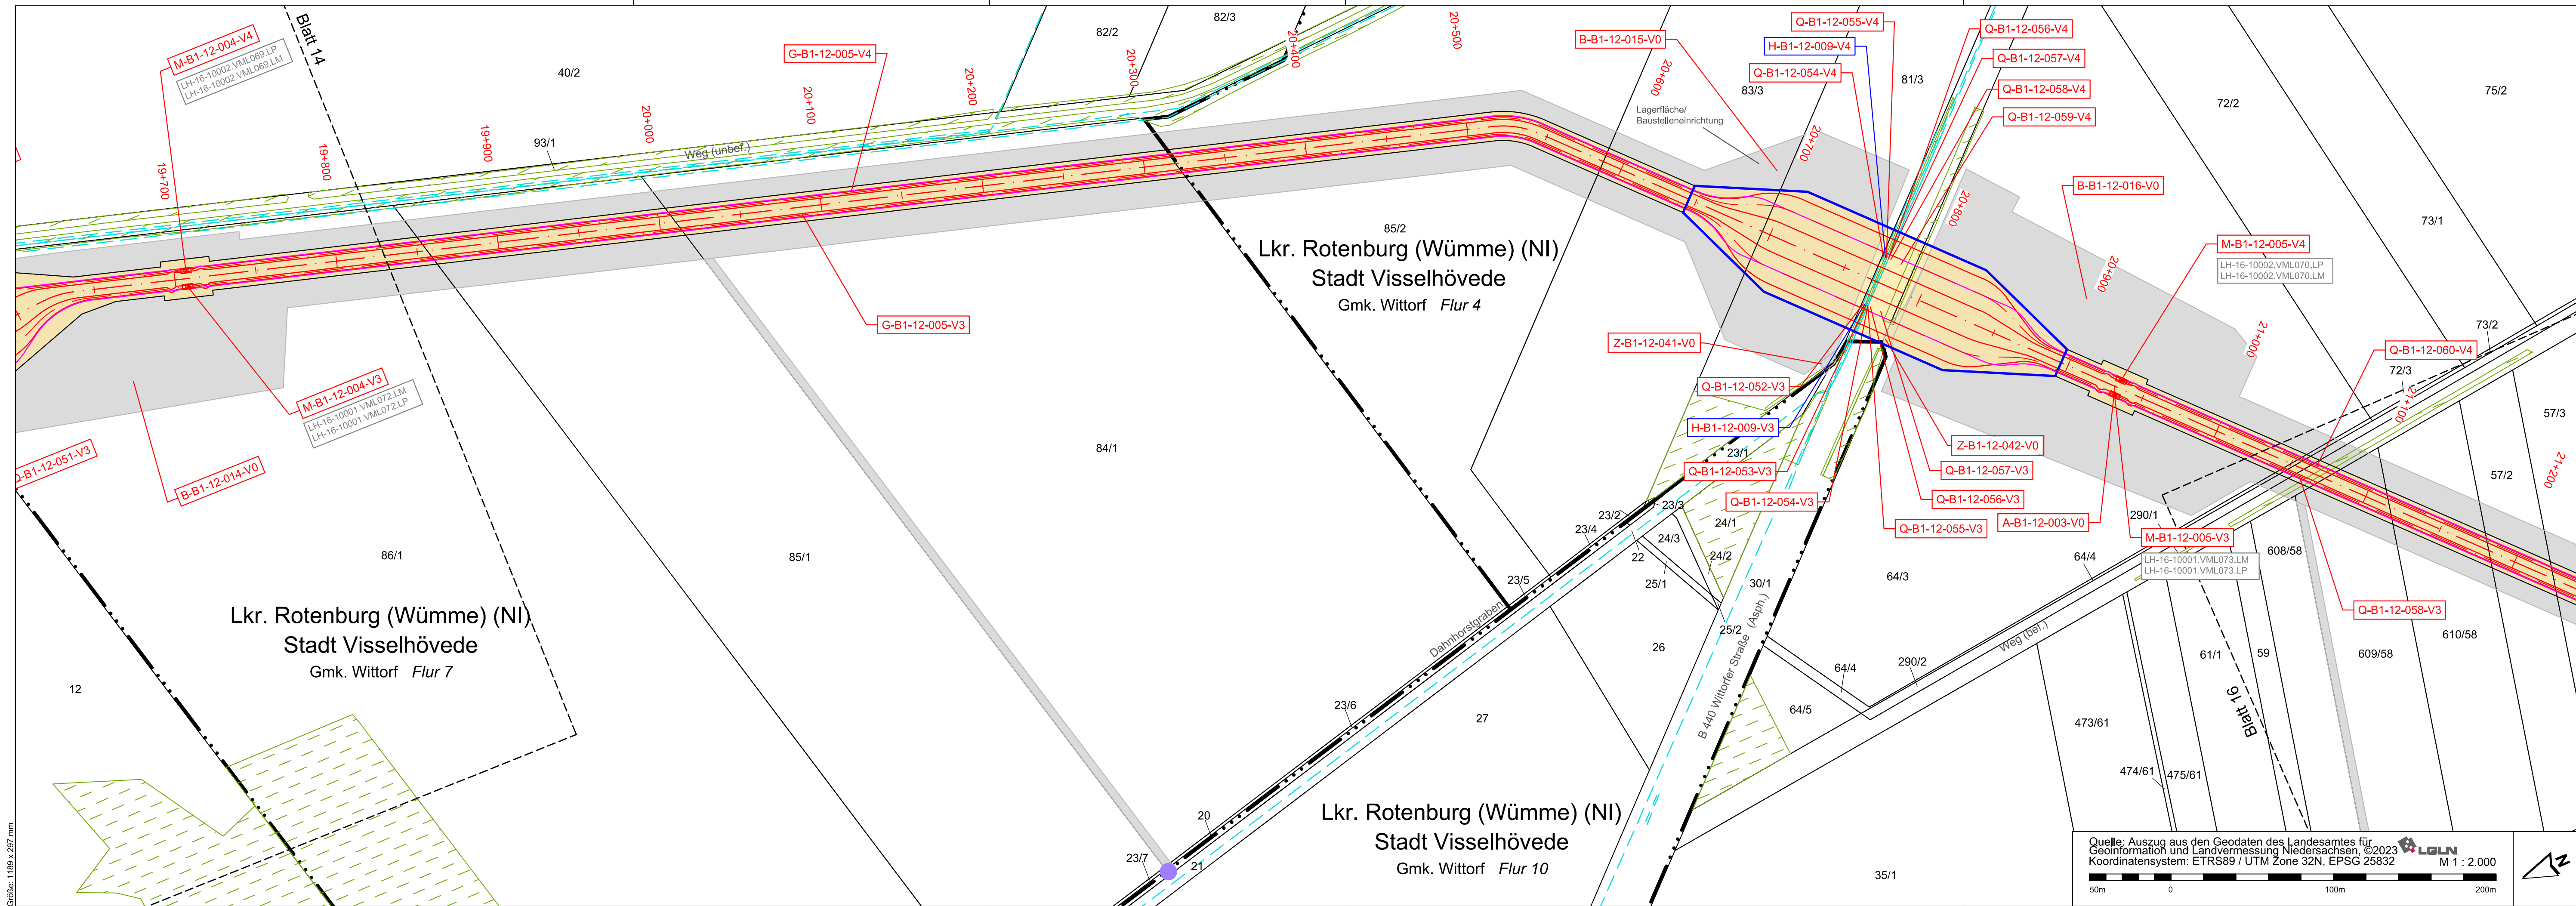 Blatt 14
M-B1-12-004-V4
LH-16-10002.VML069.LP
LH-16-10002.VML069.LM
40/2
93/1
Weg (unbef.)
19+700
19+800
19+900
20+000
20+100
20+200
20+300
20+400
20+500
20+600
20+700
20+800
20+900
21+000
21+100
21+200
G-B1-12-005-V4
82/2
82/3
B-B1-12-015-V0
Lagerfläche/
Baustelleneinrichtung
83/3
Q-B1-12-055-V4
H-B1-12-009-V4
Q-B1-12-054-V4
81/3
Q-B1-12-056-V4
Q-B1-12-057-V4
Q-B1-12-058-V4
Q-B1-12-059-V4
72/2
75/2
B-B1-12-016-V0
73/1
M-B1-12-005-V4
LH-16-10002.VML070.LP
LH-16-10002.VML070.LM
73/2
72/3
Q-B1-12-060-V4
57/3
57/2
85/2
Lkr. Rotenburg (Wümme) (NI)
Stadt Visselhövede
Gmk. Wittorf Flur 4
G-B1-12-005-V3
M-B1-12-004-V3
LH-16-10001.VML072.LM
LH-16-10001.VML072.LP
Q-B1-12-051-V3
B-B1-12-014-V0
84/1
85/1
86/1
12
Lkr. Rotenburg (Wümme) (NI)
Stadt Visselhövede
Gmk. Wittorf Flur 7
Z-B1-12-041-V0
Q-B1-12-052-V3
H-B1-12-009-V3
Q-B1-12-053-V3
Q-B1-12-054-V3
Z-B1-12-042-V0
Q-B1-12-057-V3
Q-B1-12-056-V3
Q-B1-12-055-V3
A-B1-12-003-V0
M-B1-12-005-V3
LH-16-10001.VML073.LM
LH-16-10001.VML073.LP
Q-B1-12-058-V3
23/1
23/2
23/3
23/4
23/5
23/6
23/7
24/1
24/3
24/2
22
25/1
25/2
30/1
26
27
20
21
Dahnhorstgraben
B 440 Wittorfer Straße (Asph.)
64/3
64/4
64/4
64/5
290/1
290/2
Weg (bef.)
608/58
610/58
609/58
61/1
59
473/61
474/61
475/61
35/1
Blatt 16
Lkr. Rotenburg (Wümme) (NI)
Stadt Visselhövede
Gmk. Wittorf Flur 10
Größe: 1189 x 297 mm
Quelle: Auszug aus den Geodaten des Landesamtes für
Geoinformation und Landvermessung Niedersachsen, ©2023
LGLN
Koordinatensystem: ETRS89 / UTM Zone 32N, EPSG 25832
M 1 : 2.000
50m 0 100m 200m
N